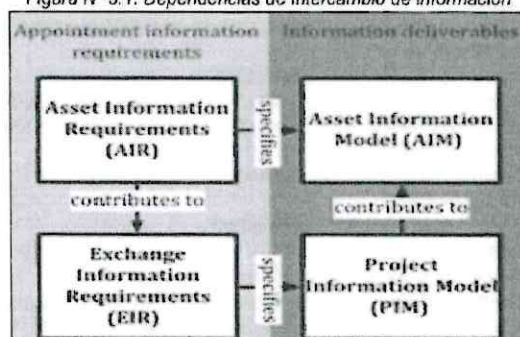 Figura N° 3.1. Dependencias de Intercambio de Información
Appointment information
requirements
Information deliverables
Asset Information
Requirements
(AIR)
specifies
Asset Information
Model (AIM)
contributes to
contributes to
Exchange
Information
Requirements
(EIR)
specifies
Project
Information Model
(PIM)